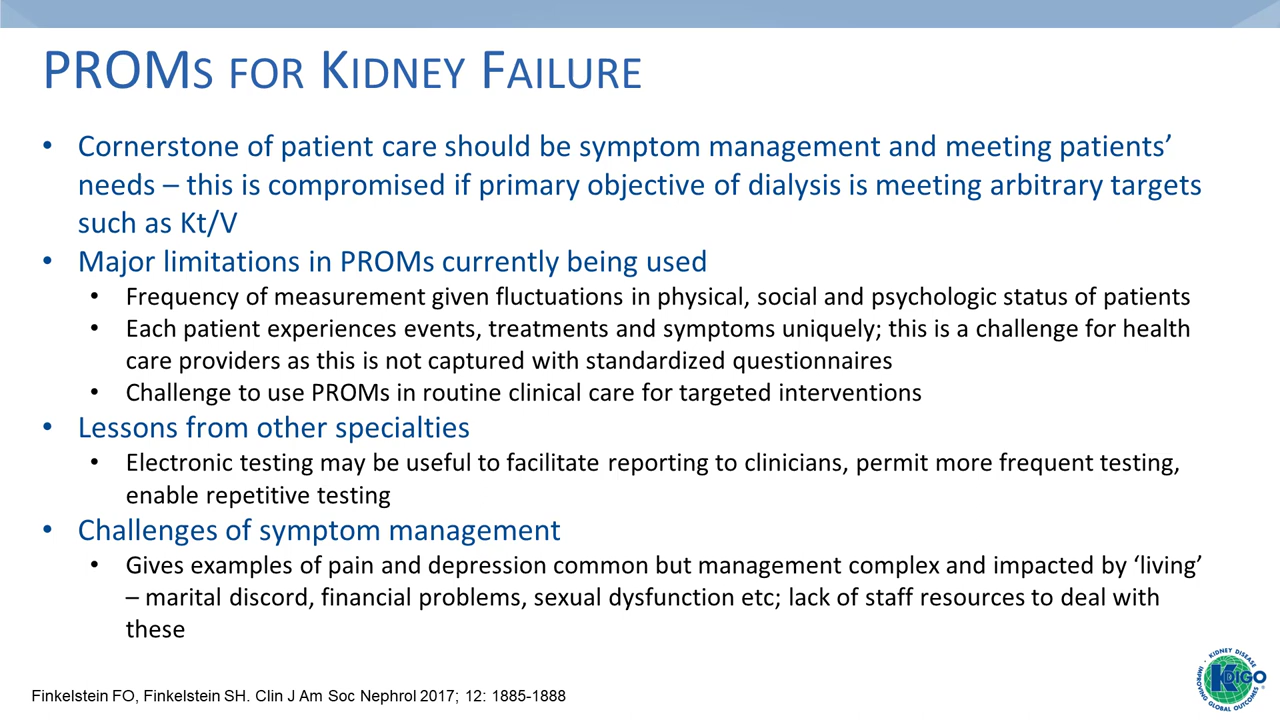 PROMs for Kidney Failure
• Cornerstone of patient care should be symptom management and meeting patients’
needs – this is compromised if primary objective of dialysis is meeting arbitrary targets
such as Kt/V
• Major limitations in PROMs currently being used
• Frequency of measurement given fluctuations in physical, social and psychologic status of patients
• Each patient experiences events, treatments and symptoms uniquely; this is a challenge for health
care providers as this is not captured with standardized questionnaires
• Challenge to use PROMs in routine clinical care for targeted interventions
• Lessons from other specialties
• Electronic testing may be useful to facilitate reporting to clinicians, permit more frequent testing,
enable repetitive testing
• Challenges of symptom management
• Gives examples of pain and depression common but management complex and impacted by ‘living’
– marital discord, financial problems, sexual dysfunction etc; lack of staff resources to deal with
these
Finkelstein FO, Finkelstein SH. Clin J Am Soc Nephrol 2017; 12: 1885-1888
KIDNEY DISEASE
KDIGO
IMPROVING GLOBAL OUTCOMES